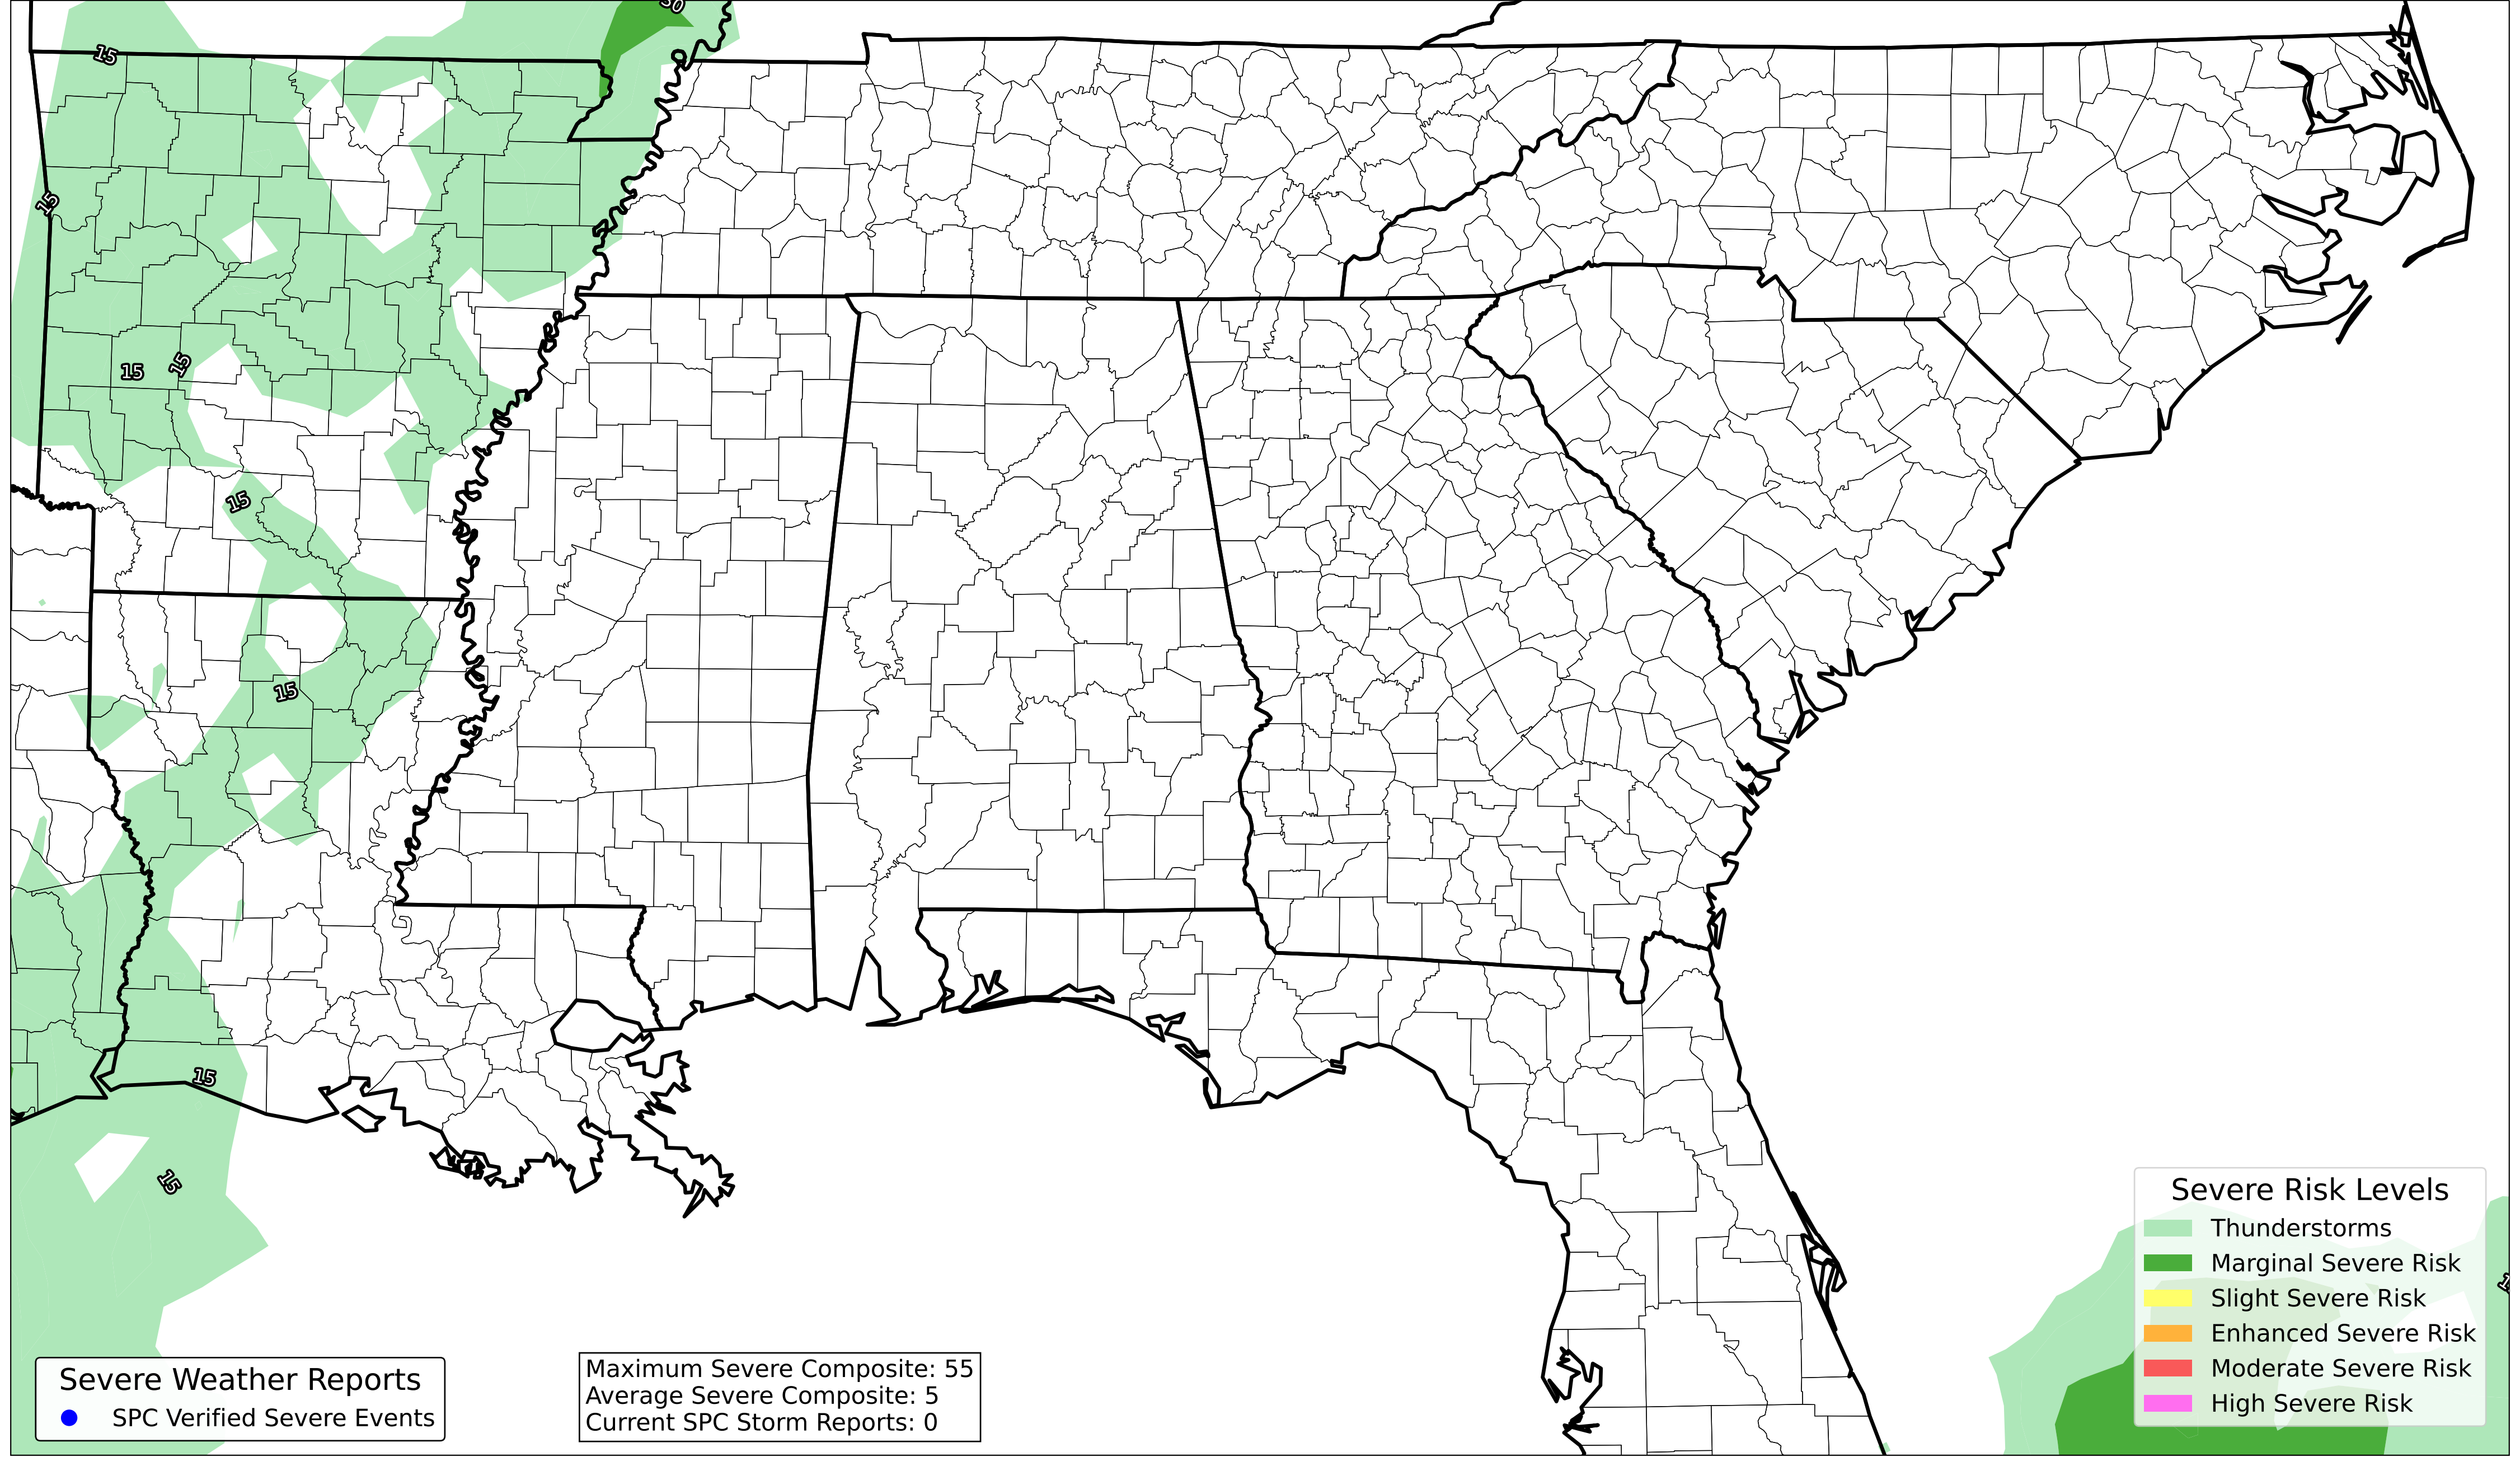 30
15
15
15
15
15
15
15
15
Severe Weather Reports
SPC Verified Severe Events
Maximum Severe Composite: 55
Average Severe Composite: 5
Current SPC Storm Reports: 0
Severe Risk Levels
Thunderstorms
Marginal Severe Risk
Slight Severe Risk
Enhanced Severe Risk
Moderate Severe Risk
High Severe Risk